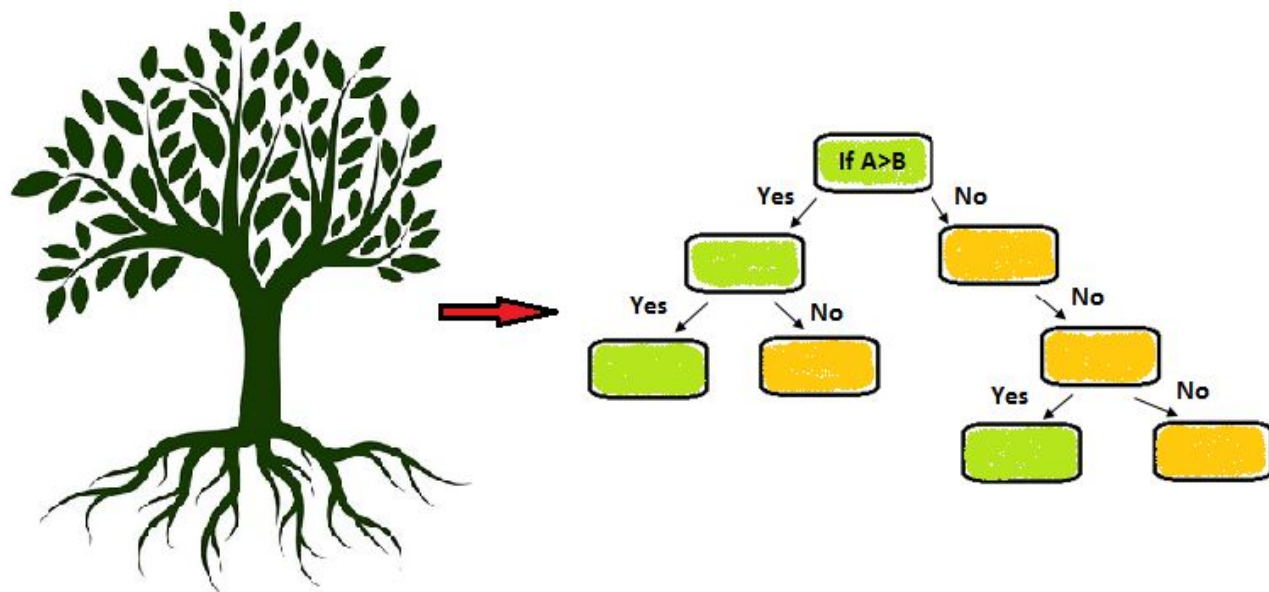 If A>B
Yes
No
Yes
No
No
Yes
No